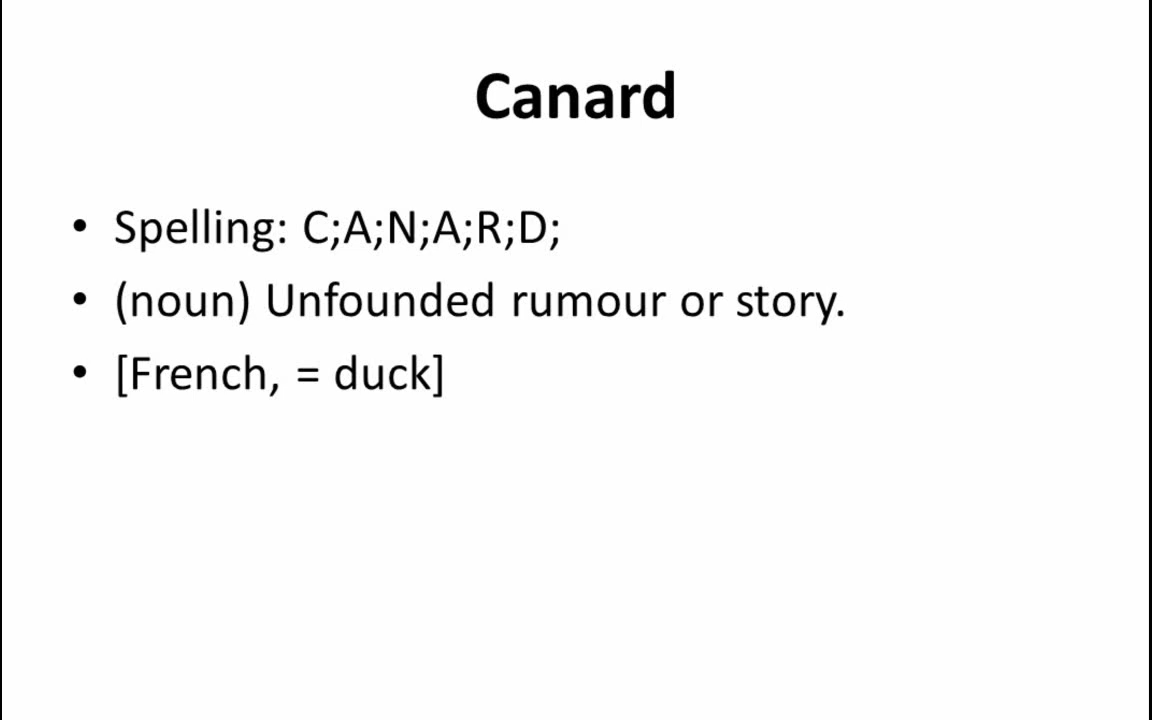 Canard
• Spelling: C;A;N;A;R;D;
• (noun) Unfounded rumour or story.
• [French, = duck]